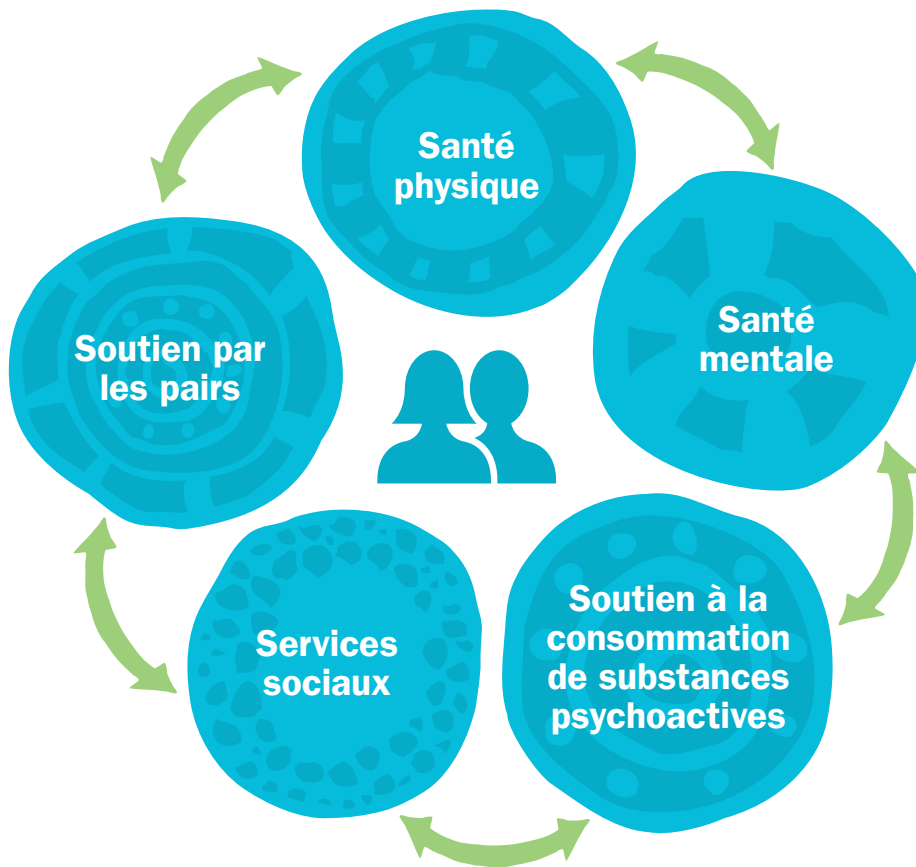 Santé
physique
Santé
mentale
Soutien à la
consommation
de substances
psychoactives
Services
sociaux
Soutien par
les pairs